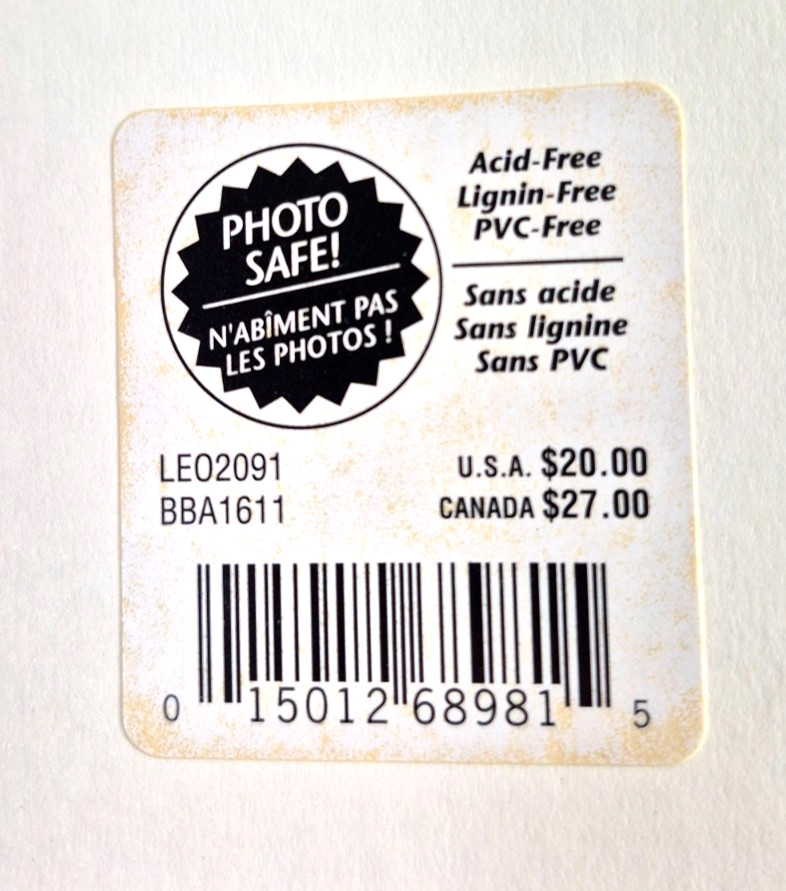 PHOTO
SAFE!
N'ABÎMENT PAS
LES PHOTOS !
Acid-Free
Lignin-Free
PVC-Free
Sans acide
Sans lignine
Sans PVC
LEO2091
BBA1611
U.S.A. $20.00
CANADA $27.00
0 15012 68981 5